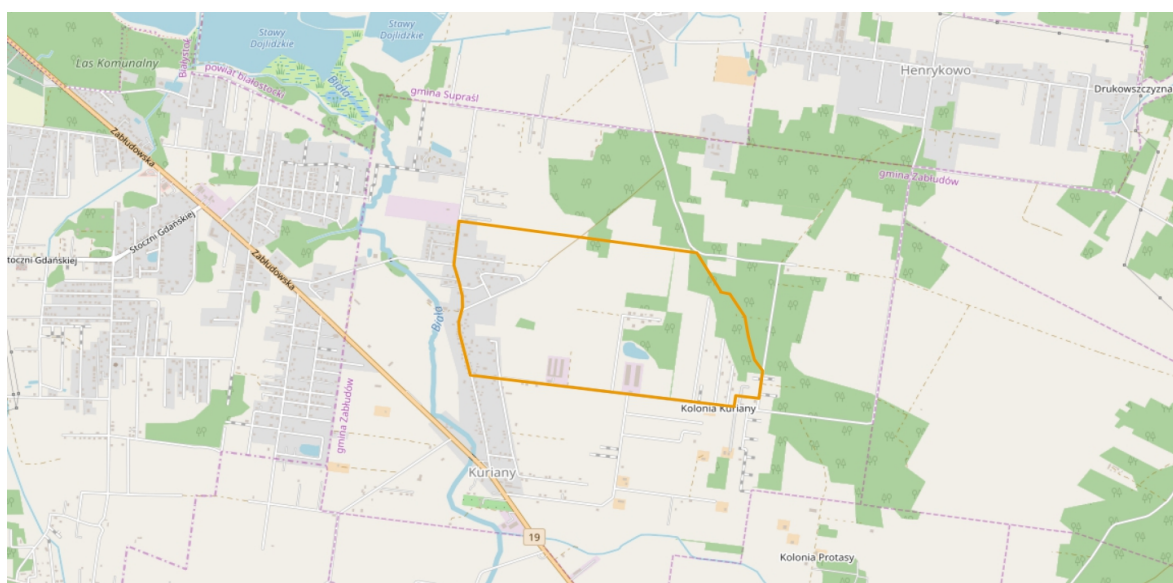 Stawy
Dojlidzkie
Stawy
Dojlidzkie
Las Komunalny
Białystok
powiat białostocki
Biała
gmina Supraśl
Henrykowo
Drukowszczyzna
Zabłudowska
gmina Zabłudów
Stoczni Gdańskiej
Stoczni Gdańskiej
Zabłudowska
Biała
gmina Zabłudów
Kolonia Kuriany
Kuriany
19
Kolonia Protasy